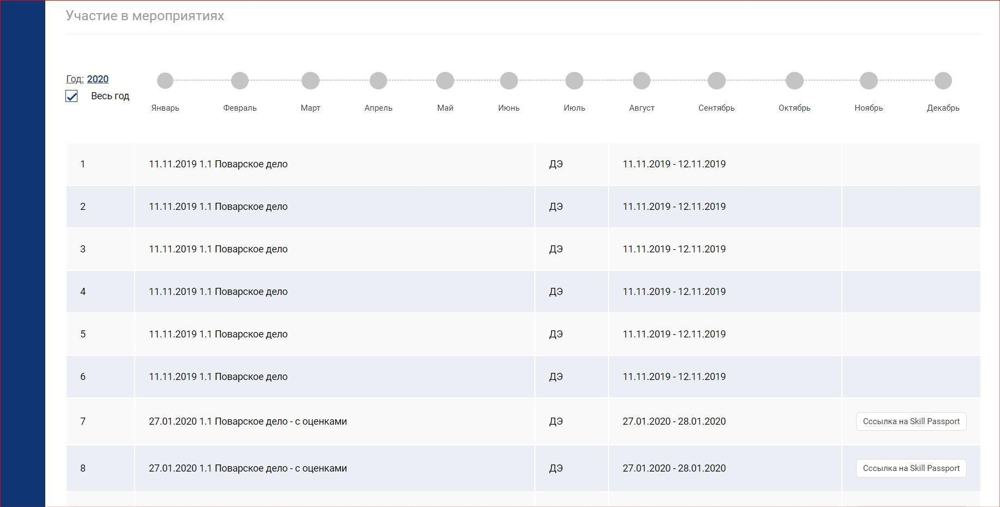 Участие в мероприятиях
Год: 2020
Весь год
Январь Февраль Март Апрель Май Июнь Июль Август Сентябрь Октябрь Ноябрь Декабрь
1 11.11.2019 1.1 Поварское дело ДЭ 11.11.2019 - 12.11.2019
2 11.11.2019 1.1 Поварское дело ДЭ 11.11.2019 - 12.11.2019
3 11.11.2019 1.1 Поварское дело ДЭ 11.11.2019 - 12.11.2019
4 11.11.2019 1.1 Поварское дело ДЭ 11.11.2019 - 12.11.2019
5 11.11.2019 1.1 Поварское дело ДЭ 11.11.2019 - 12.11.2019
6 11.11.2019 1.1 Поварское дело ДЭ 11.11.2019 - 12.11.2019
7 27.01.2020 1.1 Поварское дело - с оценками ДЭ 27.01.2020 - 28.01.2020 Сссылка на Skill Passport
8 27.01.2020 1.1 Поварское дело - с оценками ДЭ 27.01.2020 - 28.01.2020 Сссылка на Skill Passport